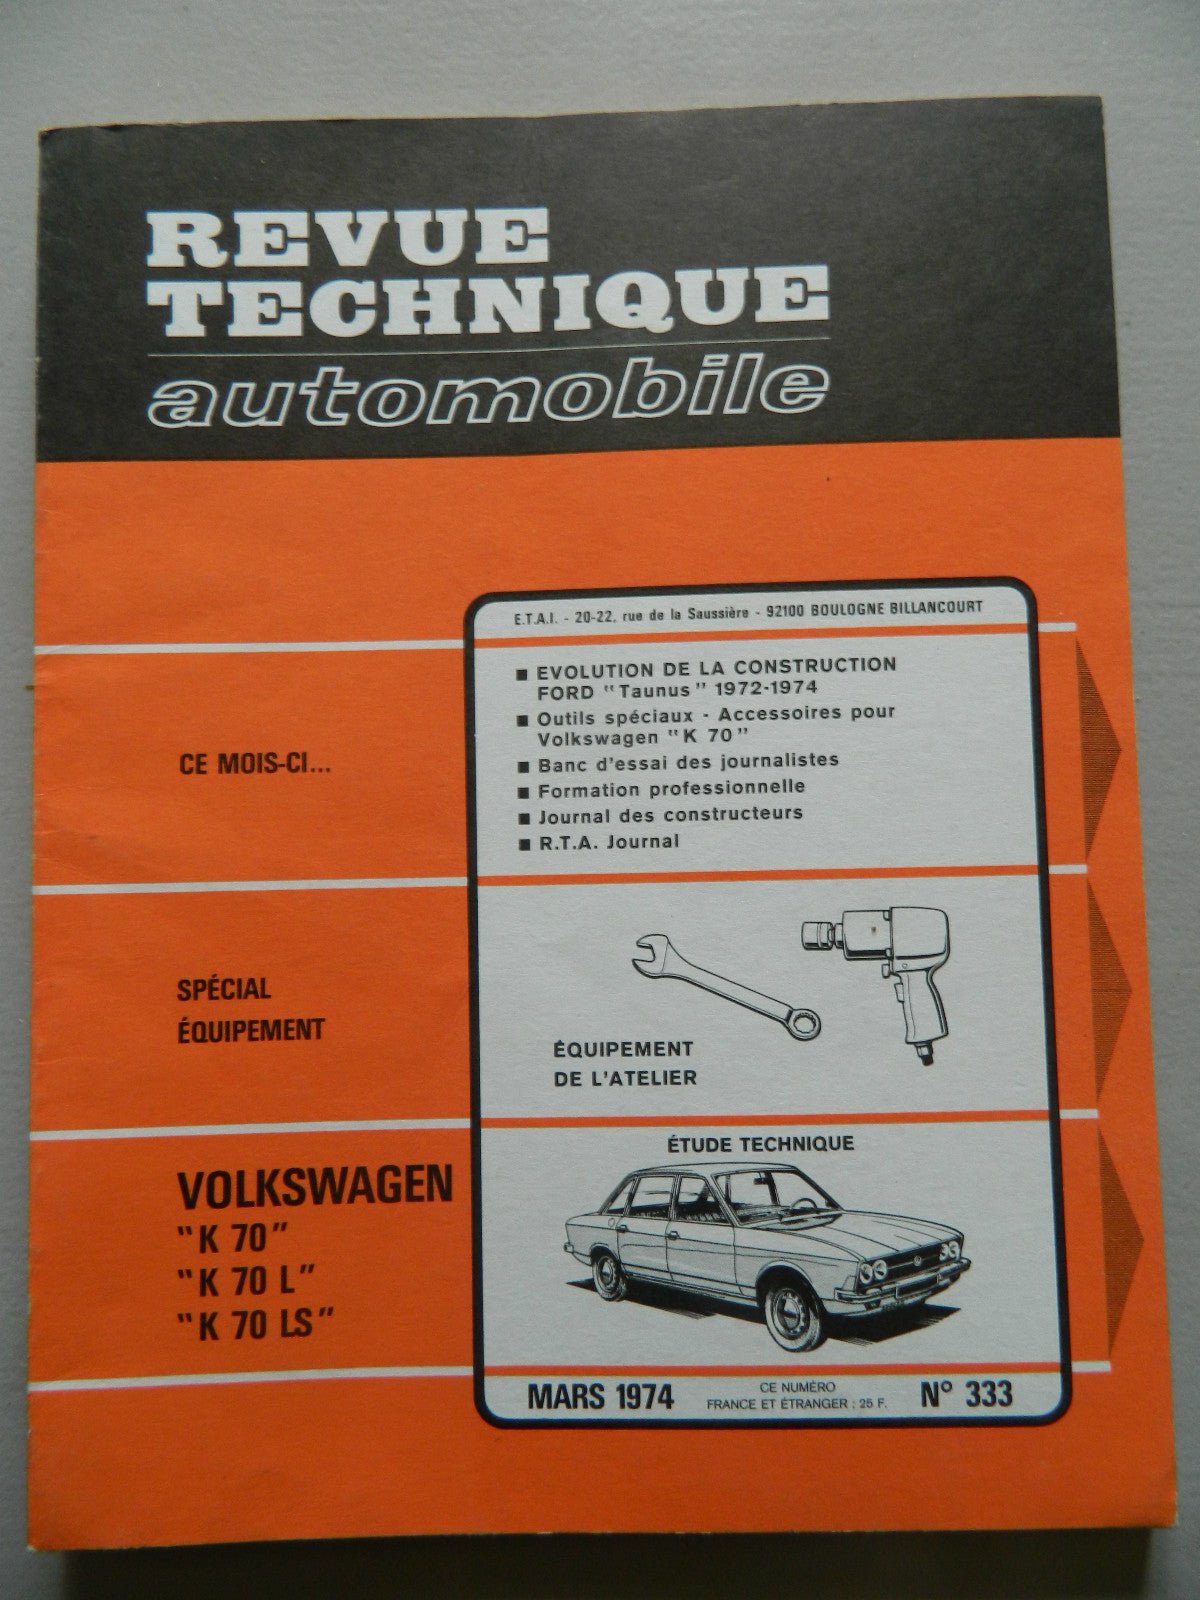 REVUE
TECHNIQUE
automobile
E.T.A.I. - 20-22, rue de la Saussière - 92100 BOULOGNE BILLANCOURT
CE MOIS-CI...
■ EVOLUTION DE LA CONSTRUCTION
FORD "Taunus" 1972-1974
■ Outils spéciaux - Accessoires pour
Volkswagen "K 70"
■ Banc d'essai des journalistes
■ Formation professionnelle
■ Journal des constructeurs
■ R.T.A. Journal
SPÉCIAL
ÉQUIPEMENT
ÉQUIPEMENT
DE L'ATELIER
VOLKSWAGEN
"K 70"
"K 70 L"
"K 70 LS"
ÉTUDE TECHNIQUE
MARS 1974
CE NUMÉRO
FRANCE ET ÉTRANGER : 25 F.
N° 333